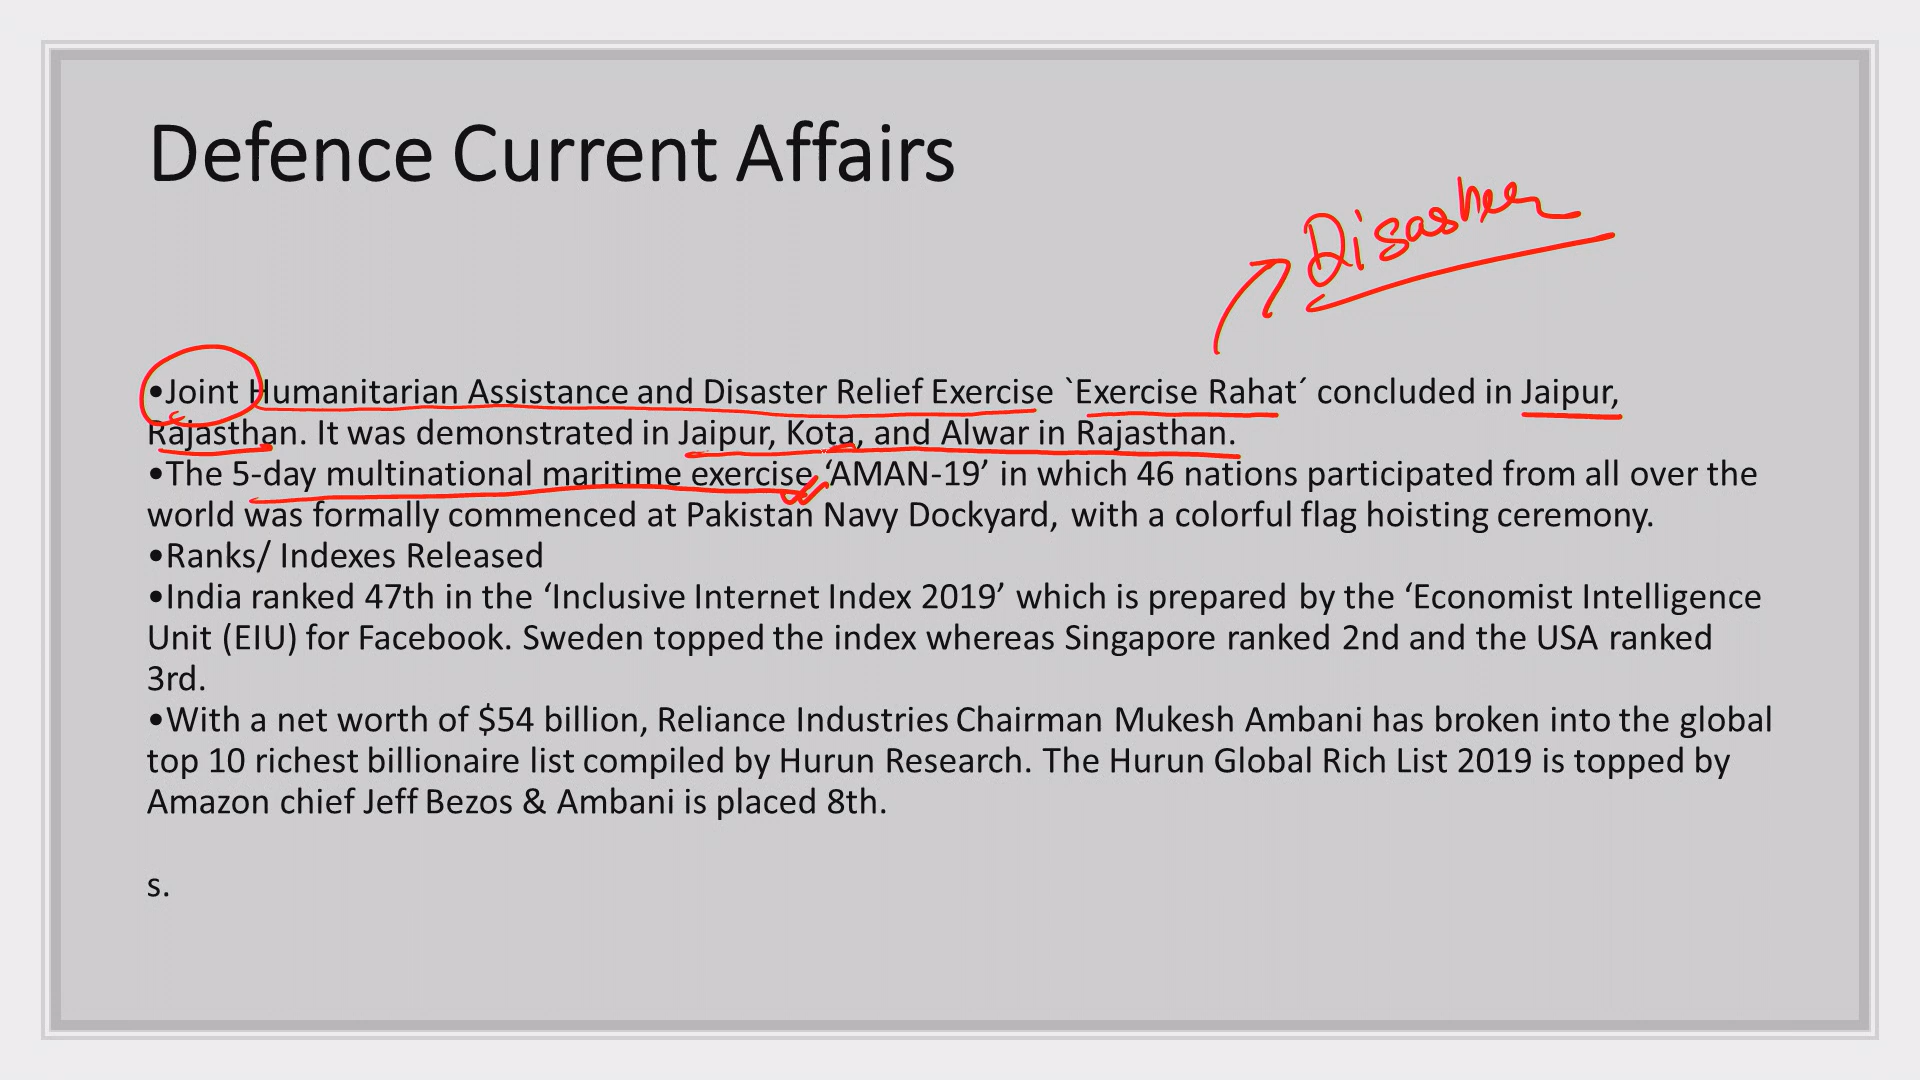 Defence Current Affairs
Disaster
•Joint Humanitarian Assistance and Disaster Relief Exercise `Exercise Rahat´ concluded in Jaipur,
Rajasthan. It was demonstrated in Jaipur, Kota, and Alwar in Rajasthan.
•The 5-day multinational maritime exercise ‘AMAN-19’ in which 46 nations participated from all over the
world was formally commenced at Pakistan Navy Dockyard, with a colorful flag hoisting ceremony.
•Ranks/ Indexes Released
•India ranked 47th in the ‘Inclusive Internet Index 2019’ which is prepared by the ‘Economist Intelligence
Unit (EIU) for Facebook. Sweden topped the index whereas Singapore ranked 2nd and the USA ranked
3rd.
•With a net worth of $54 billion, Reliance Industries Chairman Mukesh Ambani has broken into the global
top 10 richest billionaire list compiled by Hurun Research. The Hurun Global Rich List 2019 is topped by
Amazon chief Jeff Bezos & Ambani is placed 8th.
s.